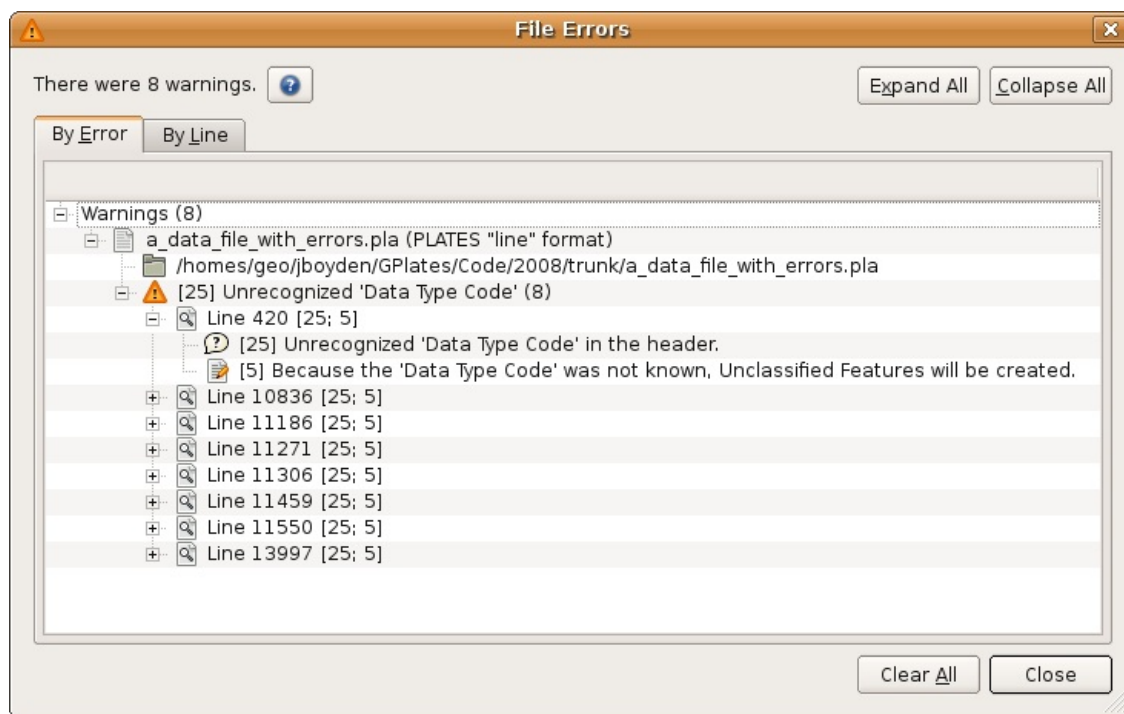 File Errors
There were 8 warnings.
Expand All
Collapse All
By Error
By Line
Warnings (8)
a_data_file_with_errors.pla (PLATES "line" format)
/homes/geo/jboyden/GPlates/Code/2008/trunk/a_data_file_with_errors.pla
[25] Unrecognized 'Data Type Code' (8)
Line 420 [25; 5]
[25] Unrecognized 'Data Type Code' in the header.
[5] Because the 'Data Type Code' was not known, Unclassified Features will be created.
Line 10836 [25; 5]
Line 11186 [25; 5]
Line 11271 [25; 5]
Line 11306 [25; 5]
Line 11459 [25; 5]
Line 11550 [25; 5]
Line 13997 [25; 5]
Clear All
Close